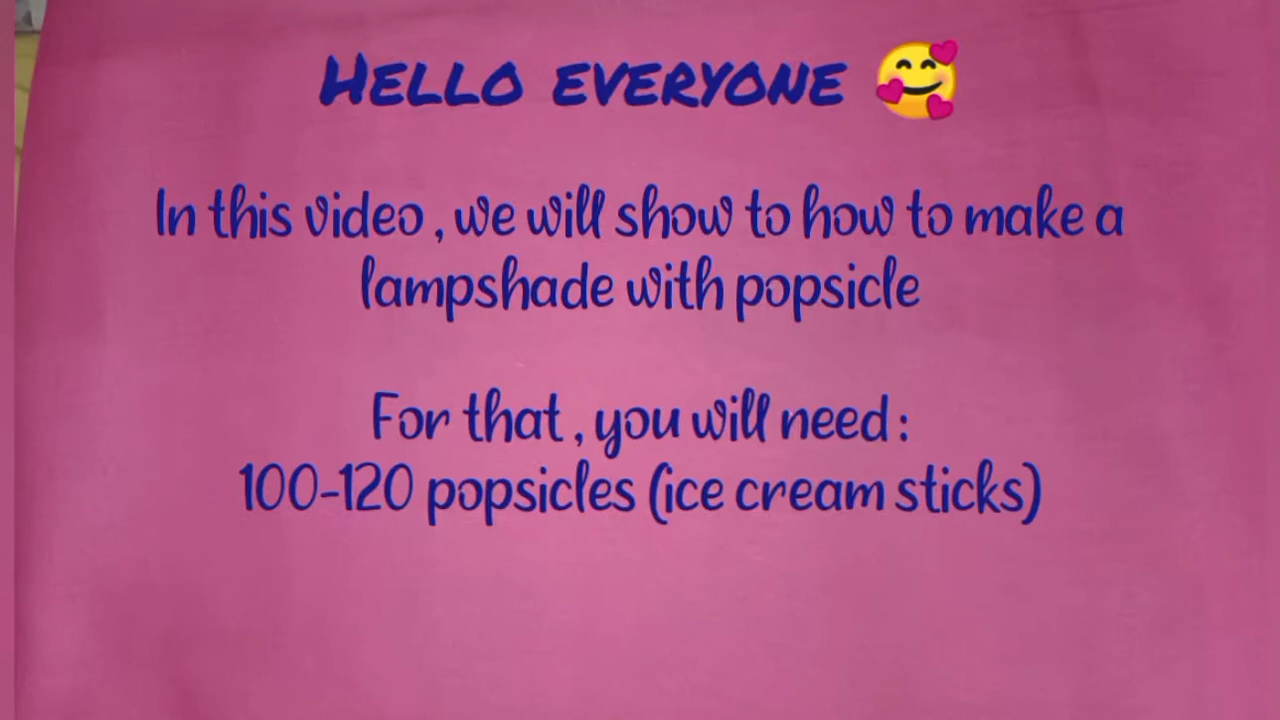 Hello everyone 🥰
In this video , we will show to how to make a
lampshade with popsicle
For that , you will need :
100-120 popsicles (ice cream sticks)